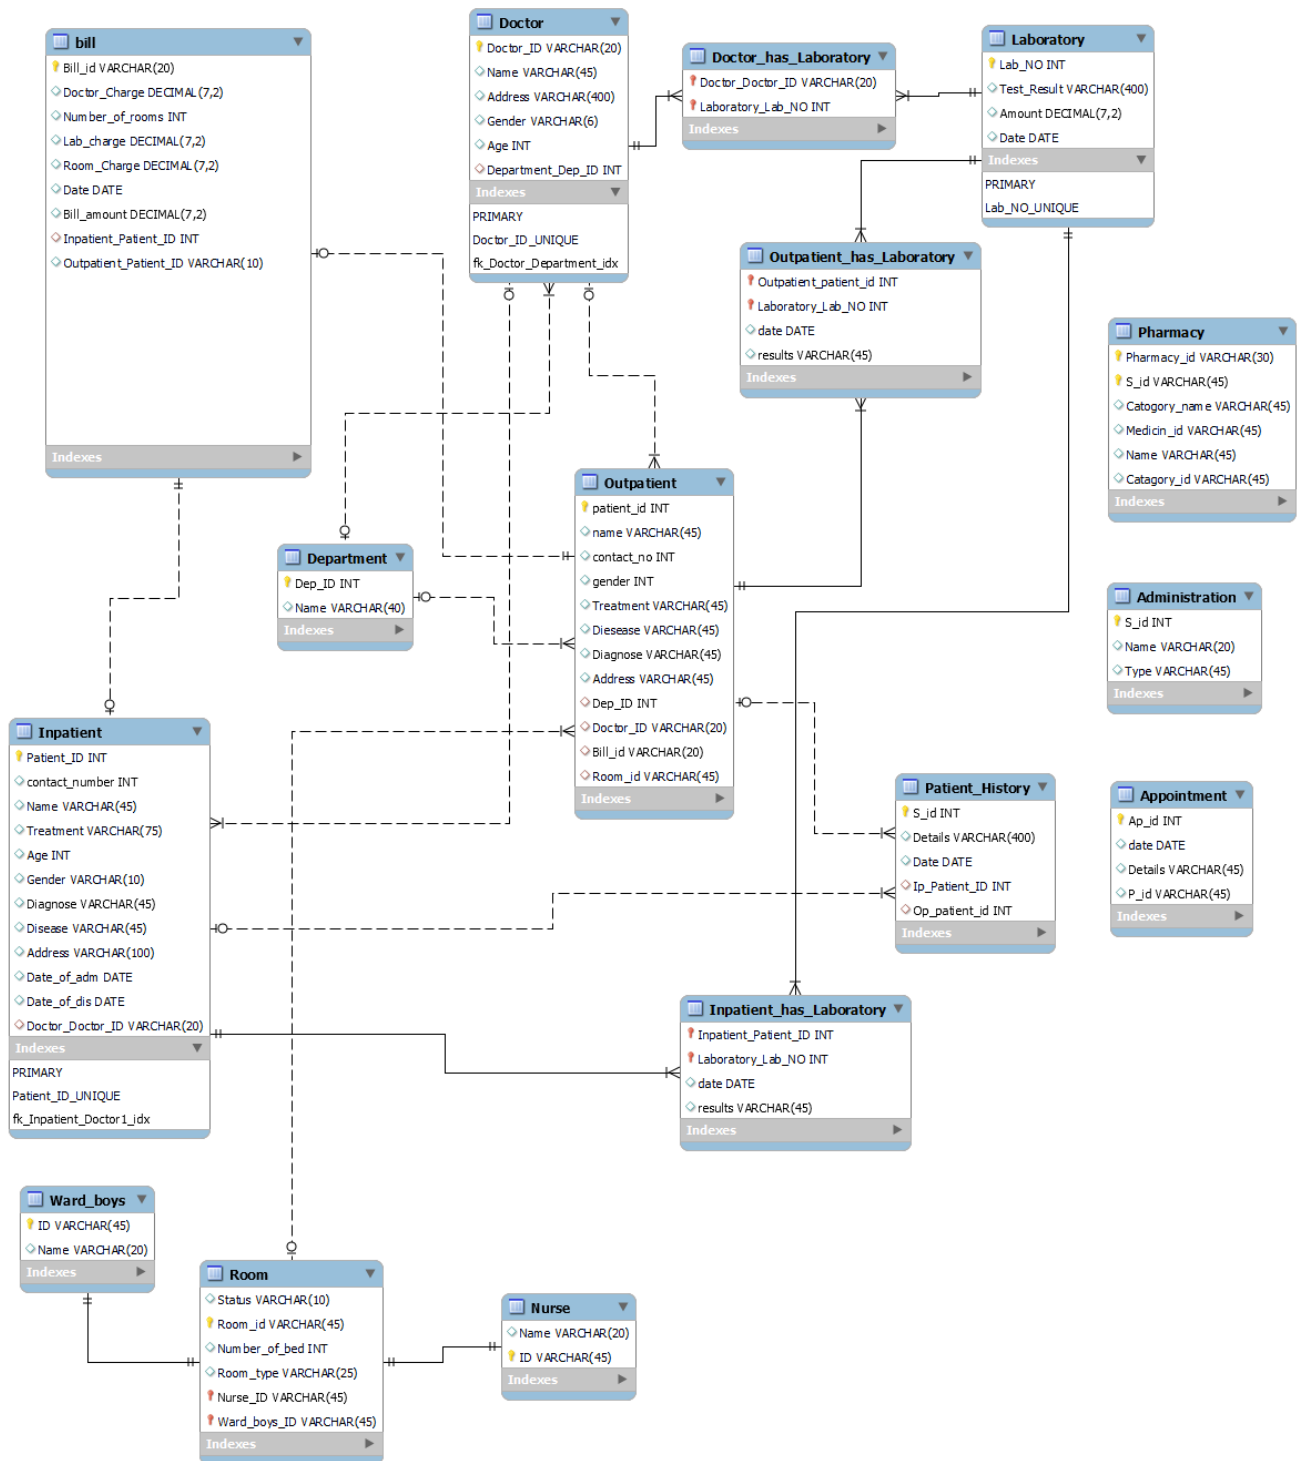 bill
Bill_id VARCHAR(20)
Doctor_Charge DECIMAL(7,2)
Number_of_rooms INT
Lab_charge DECIMAL(7,2)
Room_Charge DECIMAL(7,2)
Date DATE
Bill_amount DECIMAL(7,2)
Inpatient_Patient_ID INT
Outpatient_Patient_ID VARCHAR(10)
Indexes
Doctor
Doctor_ID VARCHAR(20)
Name VARCHAR(45)
Address VARCHAR(400)
Gender VARCHAR(6)
Age INT
Department_Dep_ID INT
Indexes
PRIMARY
Doctor_ID_UNIQUE
fk_Doctor_Department_idx
Doctor_has_Laboratory
Doctor_Doctor_ID VARCHAR(20)
Laboratory_Lab_NO INT
Indexes
Laboratory
Lab_NO INT
Test_Result VARCHAR(400)
Amount DECIMAL(7,2)
Date DATE
Indexes
PRIMARY
Lab_NO_UNIQUE
Outpatient_has_Laboratory
Outpatient_patient_id INT
Laboratory_Lab_NO INT
date DATE
results VARCHAR(45)
Indexes
Pharmacy
Pharmacy_id VARCHAR(30)
S_id VARCHAR(45)
Catogory_name VARCHAR(45)
Medicin_id VARCHAR(45)
Name VARCHAR(45)
Catagory_id VARCHAR(45)
Indexes
Outpatient
patient_id INT
name VARCHAR(45)
contact_no INT
gender INT
Treatment VARCHAR(45)
Diesease VARCHAR(45)
Diagnose VARCHAR(45)
Address VARCHAR(45)
Dep_ID INT
Doctor_ID VARCHAR(20)
Bill_id VARCHAR(20)
Room_id VARCHAR(45)
Indexes
Department
Dep_ID INT
Name VARCHAR(40)
Indexes
Administration
S_id INT
Name VARCHAR(20)
Type VARCHAR(45)
Indexes
Inpatient
Patient_ID INT
contact_number INT
Name VARCHAR(45)
Treatment VARCHAR(75)
Age INT
Gender VARCHAR(10)
Diagnose VARCHAR(45)
Disease VARCHAR(45)
Address VARCHAR(100)
Date_of_adm DATE
Date_of_dis DATE
Doctor_Doctor_ID VARCHAR(20)
Indexes
PRIMARY
Patient_ID_UNIQUE
fk_Inpatient_Doctor1_idx
Patient_History
S_id INT
Details VARCHAR(400)
Date DATE
Ip_Patient_ID INT
Op_patient_id INT
Indexes
Appointment
Ap_id INT
date DATE
Details VARCHAR(45)
P_id VARCHAR(45)
Indexes
Inpatient_has_Laboratory
Inpatient_Patient_ID INT
Laboratory_Lab_NO INT
date DATE
results VARCHAR(45)
Indexes
Ward_boys
ID VARCHAR(45)
Name VARCHAR(20)
Indexes
Room
Status VARCHAR(10)
Room_id VARCHAR(45)
Number_of_bed INT
Room_type VARCHAR(25)
Nurse_ID VARCHAR(45)
Ward_boys_ID VARCHAR(45)
Indexes
Nurse
Name VARCHAR(20)
ID VARCHAR(45)
Indexes